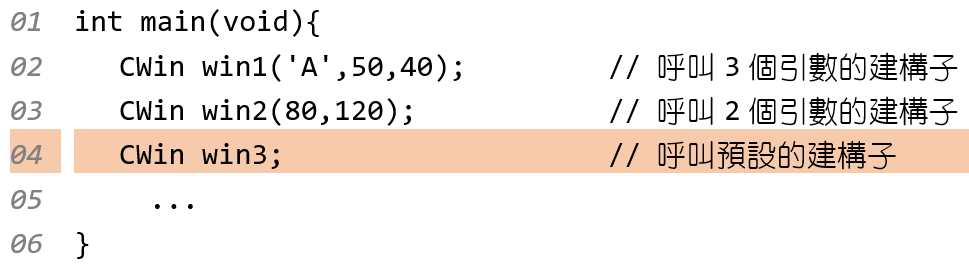 01 int main(void){
02 CWin win1('A',50,40); // 呼叫 3 個引數的建構子
03 CWin win2(80,120); // 呼叫 2 個引數的建構子
04 CWin win3; // 呼叫預設的建構子
05 ...
06 }